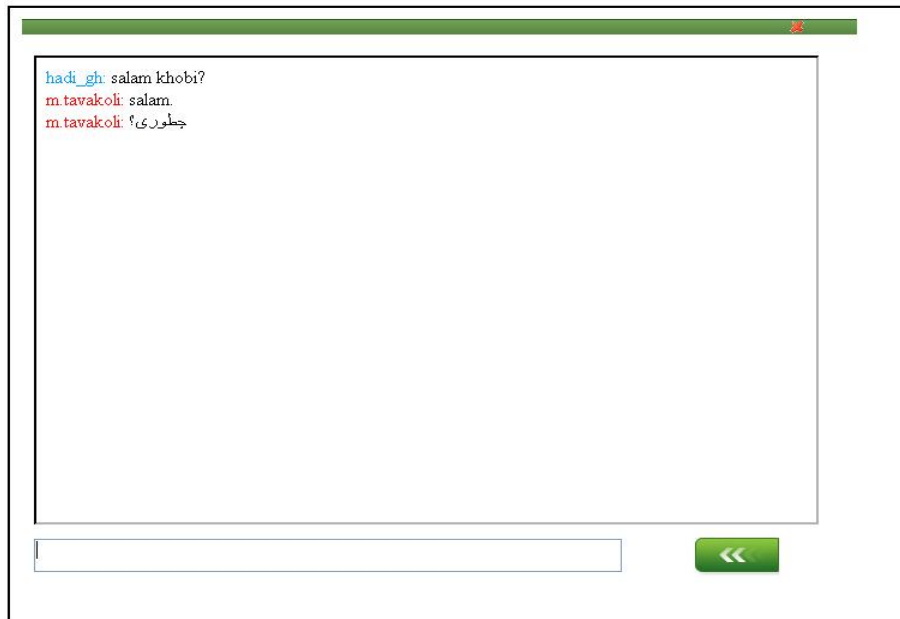 hadi_gh: salam khobi?
m.tavakoli: salam.
m.tavakoli: چطوری؟